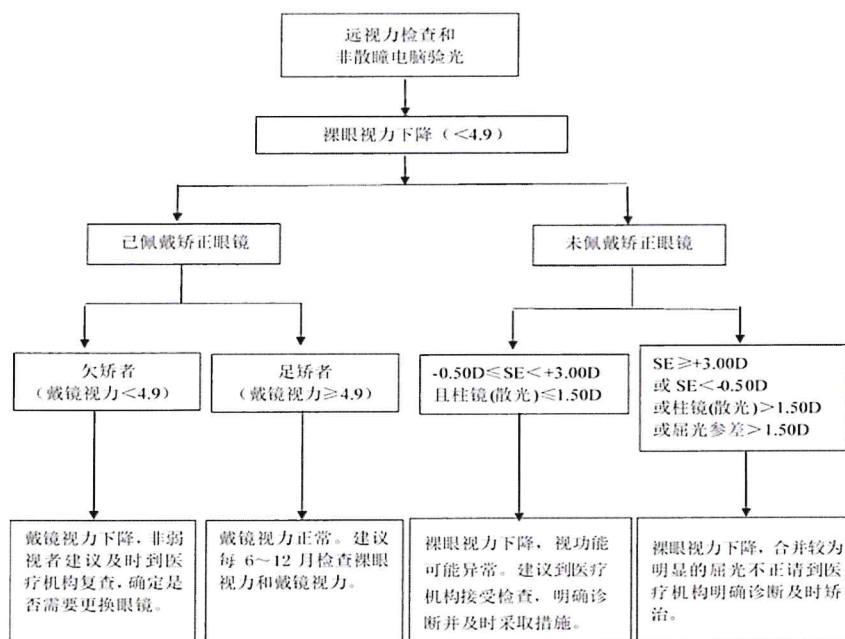 远视力检查和
非散瞳电脑验光
裸眼视力下降（＜4.9）
已佩戴矫正眼镜
未佩戴矫正眼镜
欠矫者
（戴镜视力＜4.9）
足矫者
（戴镜视力≥4.9）
-0.50D≤SE＜+3.00D
且柱镜(散光)≤1.50D
SE≥+3.00D
或 SE＜-0.50D
或柱镜(散光)＞1.50D
或屈光参差＞1.50D
戴镜视力下降，非弱
视者建议及时到医
疗机构复查，确定是
否需要更换眼镜。
戴镜视力正常。建议
每 6～12 月检查裸眼
视力和戴镜视力。
裸眼视力下降，视功能
可能异常。建议到医疗
机构接受检查，明确诊
断并及时采取措施。
裸眼视力下降，合并较为
明显的屈光不正请到医
疗机构明确诊断及时矫
治。